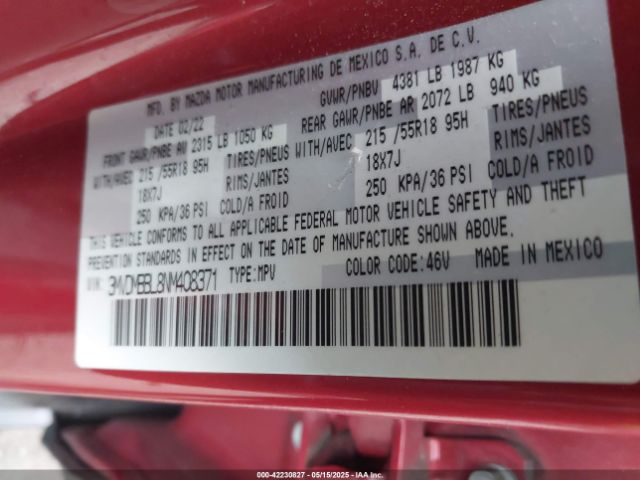 MFD. BY MAZDA MOTOR MANUFACTURING DE MEXICO S.A. DE C.V.
DATE 02/22 GVWR/PNBV 4381 LB 1987 KG
FRONT GAWR/PNBE AV 2315 LB 1050 KG REAR GAWR/PNBE AR 2072 LB 940 KG
WITH/AVEC 215 /55R18 95H TIRES/PNEUS WITH/AVEC 215 /55R18 95H TIRES/PNEUS
18X7J RIMS/JANTES 18X7J RIMS/JANTES
250 KPA/36 PSI COLD/A FROID 250 KPA/36 PSI COLD/A FROID
THIS VEHICLE CONFORMS TO ALL APPLICABLE FEDERAL MOTOR VEHICLE SAFETY AND THEFT
PREVENTION STANDARDS IN EFFECT ON THE DATE OF MANUFACTURE SHOWN ABOVE.
VIN: 3MVDMBBL8NM408371 TYPE:MPV COLOR CODE:46V MADE IN MEXICO
00-42230827 - 05/15/2025 - IAAI.COM